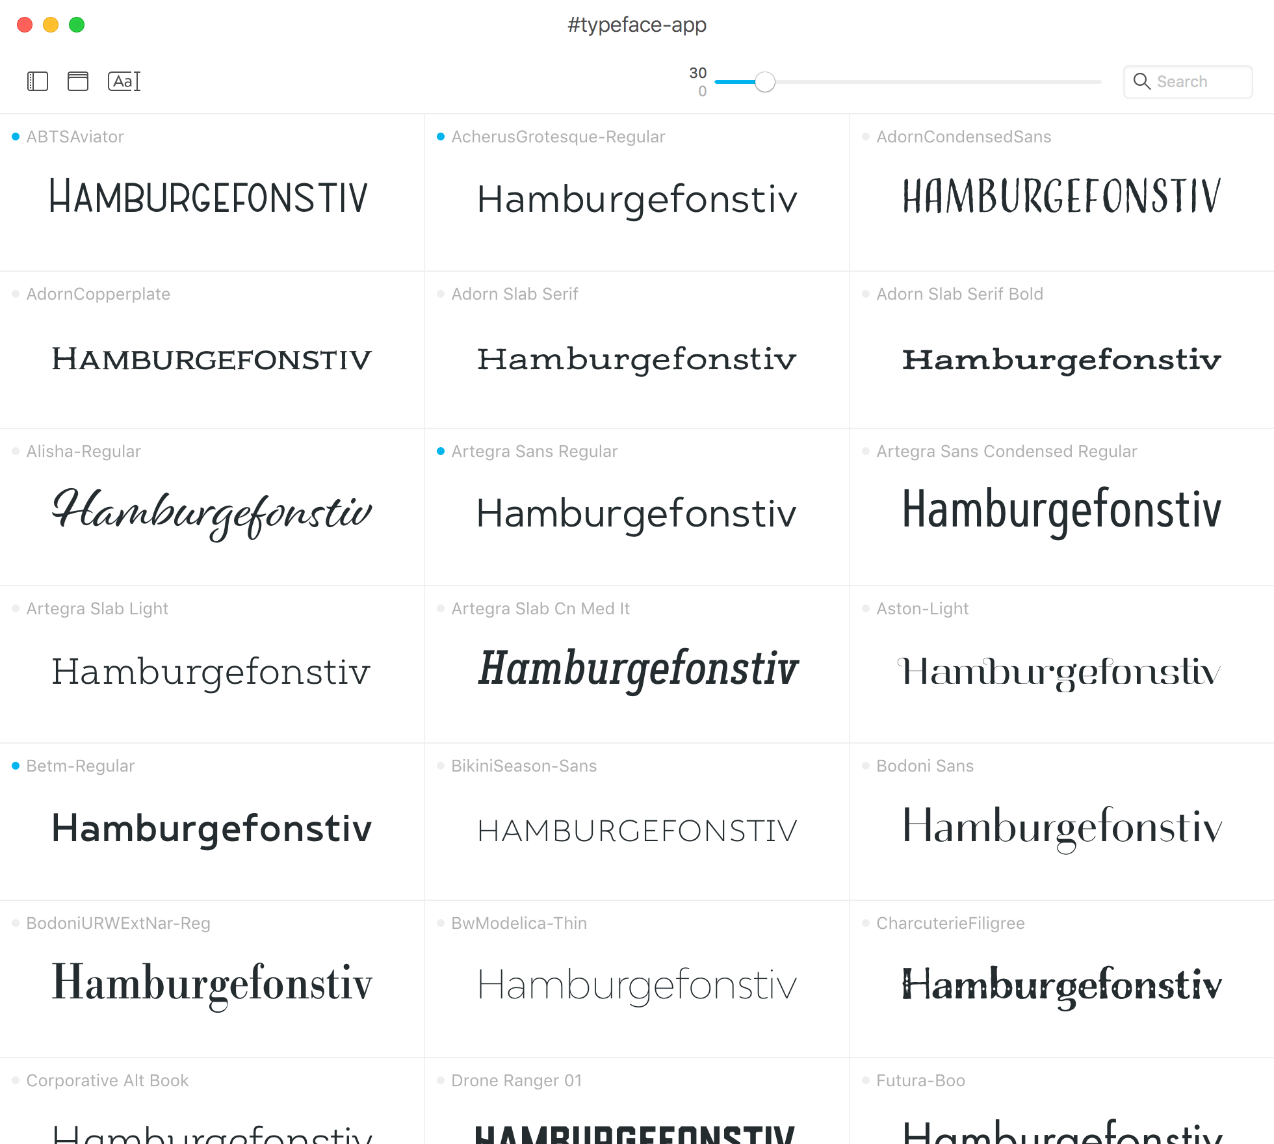 #typeface-app
Aa
30
0
Search
ABTSAviator
AcherusGrotesque-Regular
AdornCondensedSans
HAMBURGEFONSTIV
Hamburgefonstiv
HAMBURGEFONSTIV
AdornCopperplate
Adorn Slab Serif
Adorn Slab Serif Bold
HAMBURGEFONSTIV
Hamburgefonstiv
Hamburgefonstiv
Alisha-Regular
Artegra Sans Regular
Artegra Sans Condensed Regular
Hamburgefonstiv
Hamburgefonstiv
Hamburgefonstiv
Artegra Slab Light
Artegra Slab Cn Med It
Aston-Light
Hamburgefonstiv
Hamburgefonstiv
Hamburgefonstiv
Betm-Regular
BikiniSeason-Sans
Bodoni Sans
Hamburgefonstiv
HAMBURGEFONSTIV
Hamburgefonstiv
BodoniURWExtNar-Reg
BwModelica-Thin
CharcuterieFiligree
Hamburgefonstiv
Hamburgefonstiv
Hamburgefonstiv
Corporative Alt Book
Drone Ranger 01
Futura-Boo
Hamburgefonstiv
HAMBURGEFONSTIV
Hamburgefonstiv